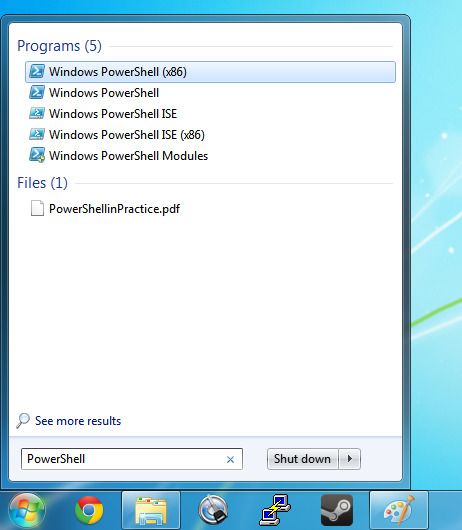 Programs (5)
Windows PowerShell (x86)
Windows PowerShell
Windows PowerShell ISE
Windows PowerShell ISE (x86)
Windows PowerShell Modules
Files (1)
PowerShellinPractice.pdf
See more results
PowerShell
Shut down